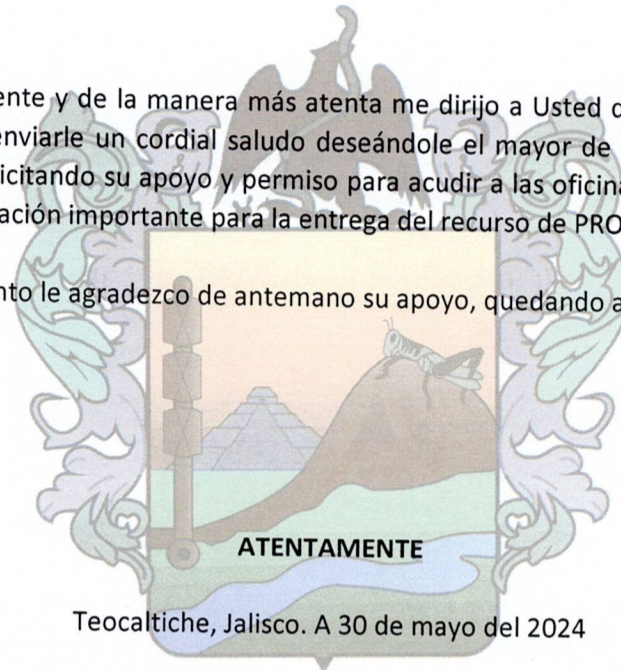 ente y de la manera más atenta me dirijo a Usted
enviarle un cordial saludo deseándole el mayor de
icitando su apoyo y permiso para acudir a las oficina
ación importante para la entrega del recurso de PRO
nto le agradezco de antemano su apoyo, quedando a
ATENTAMENTE
Teocaltiche, Jalisco. A 30 de mayo del 2024